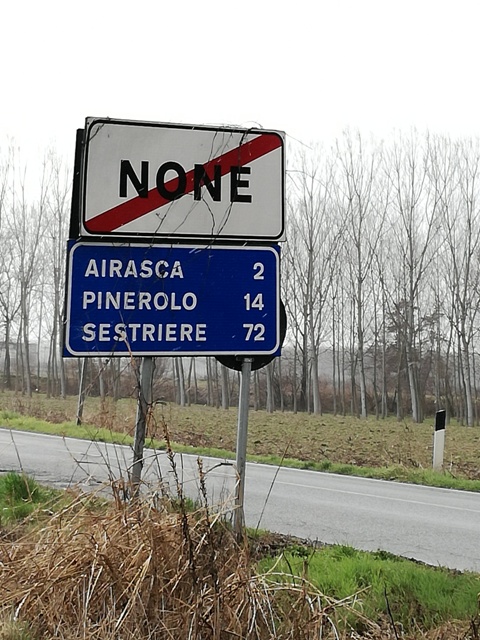 NONE
AIRASCA 2
PINEROLO 14
SESTRIERE 72